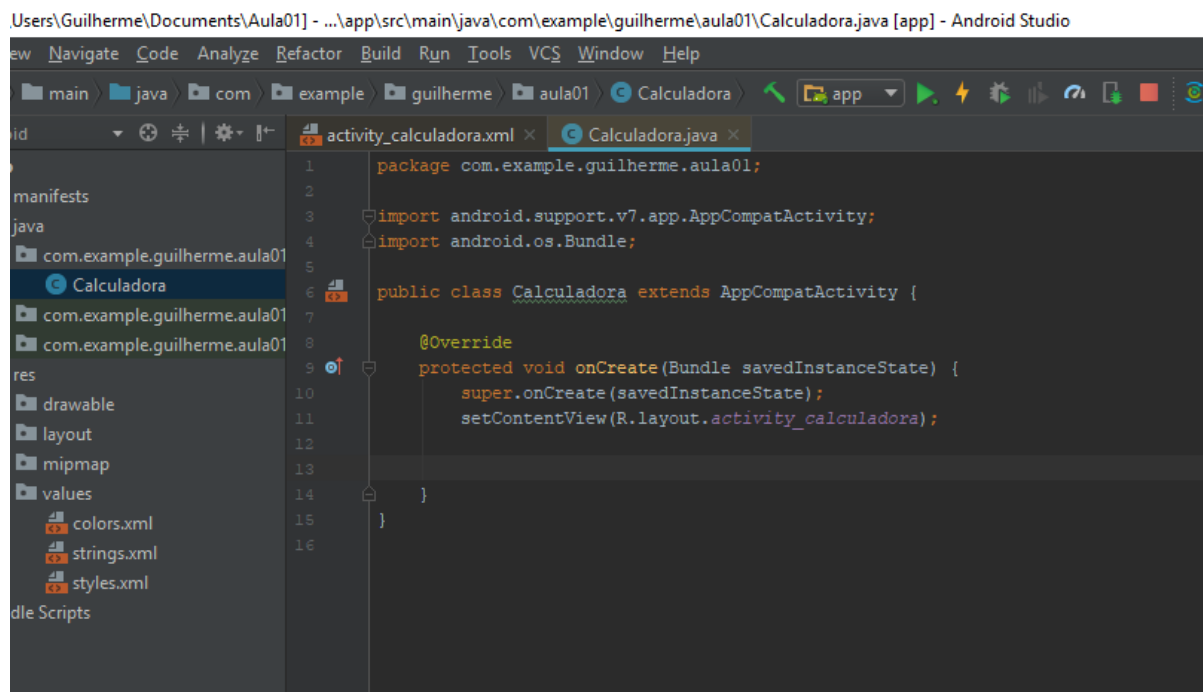 \Users\Guilherme\Documents\Aula01] - ...\app\src\main\java\com\example\guilherme\aula01\Calculadora.java [app] - Android Studio
ew Navigate Code Analyze Refactor Build Run Tools VCS Window Help
main java com example guilherme aula01 Calculadora app
id activity_calculadora.xml Calculadora.java
manifests
java
com.example.guilherme.aula01
Calculadora
com.example.guilherme.aula01
com.example.guilherme.aula01
res
drawable
layout
mipmap
values
colors.xml
strings.xml
styles.xml
dle Scripts
1 package com.example.guilherme.aula01;
2
3 import android.support.v7.app.AppCompatActivity;
4 import android.os.Bundle;
5
6 public class Calculadora extends AppCompatActivity {
7
8 @Override
9 protected void onCreate(Bundle savedInstanceState) {
10 super.onCreate(savedInstanceState);
11 setContentView(R.layout.activity_calculadora);
12
13
14 }
15 }
16